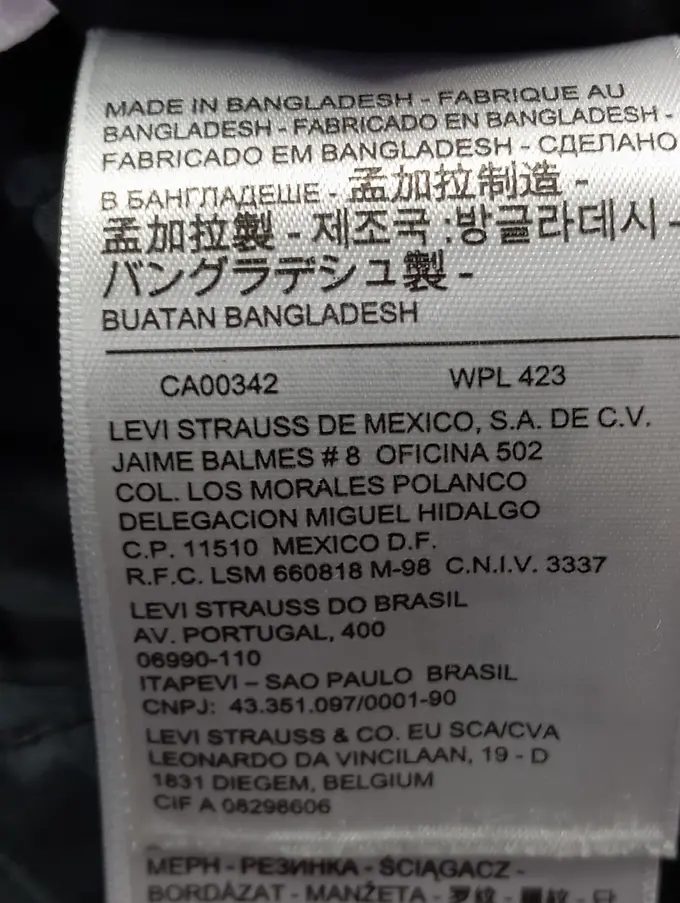 MADE IN BANGLADESH - FABRIQUE AU
BANGLADESH - FABRICADO EN BANGLADESH -
FABRICADO EM BANGLADESH - СДЕЛАНО
В БАНГЛАДЕШЕ - 孟加拉制造 -
孟加拉製 - 제조국 :방글라데시 -
バングラデシュ製 -
BUATAN BANGLADESH
CA00342 WPL 423
LEVI STRAUSS DE MEXICO, S.A. DE C.V.
JAIME BALMES # 8 OFICINA 502
COL. LOS MORALES POLANCO
DELEGACION MIGUEL HIDALGO
C.P. 11510 MEXICO D.F.
R.F.C. LSM 660818 M-98 C.N.I.V. 3337
LEVI STRAUSS DO BRASIL
AV. PORTUGAL, 400
06990-110
ITAPEVI – SAO PAULO BRASIL
CNPJ: 43.351.097/0001-90
LEVI STRAUSS & CO. EU SCA/CVA
LEONARDO DA VINCILAAN, 19 - D
1831 DIEGEM, BELGIUM
CIF A 08298606
МЕРН - РЕЗИНКА - ŚCIĄGACZ -
BORDÁZAT - MANŽETA - 罗纹 - 羅紋 -